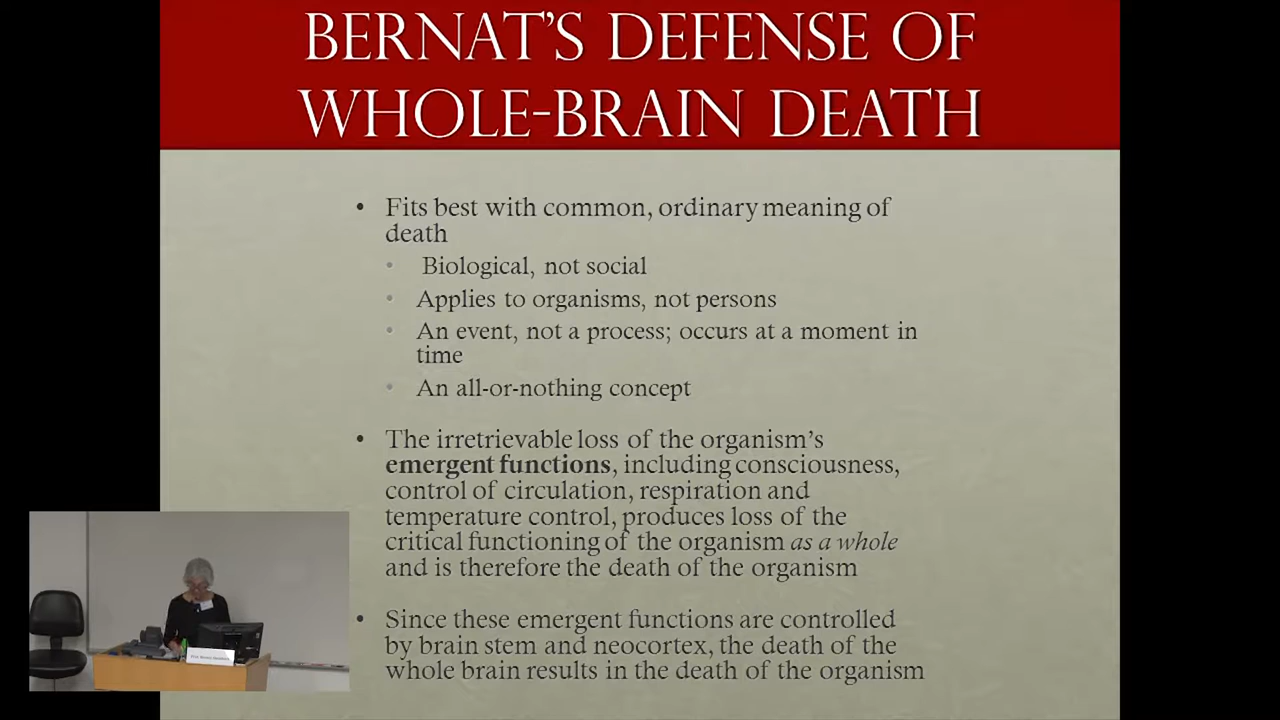 BERNAT'S DEFENSE OF
WHOLE-BRAIN DEATH
• Fits best with common, ordinary meaning of
death
• Biological, not social
• Applies to organisms, not persons
• An event, not a process; occurs at a moment in
time
• An all-or-nothing concept
• The irretrievable loss of the organism's
emergent functions, including consciousness,
control of circulation, respiration and
temperature control, produces loss of the
critical functioning of the organism as a whole
and is therefore the death of the organism
• Since these emergent functions are controlled
by brain stem and neocortex, the death of the
whole brain results in the death of the organism